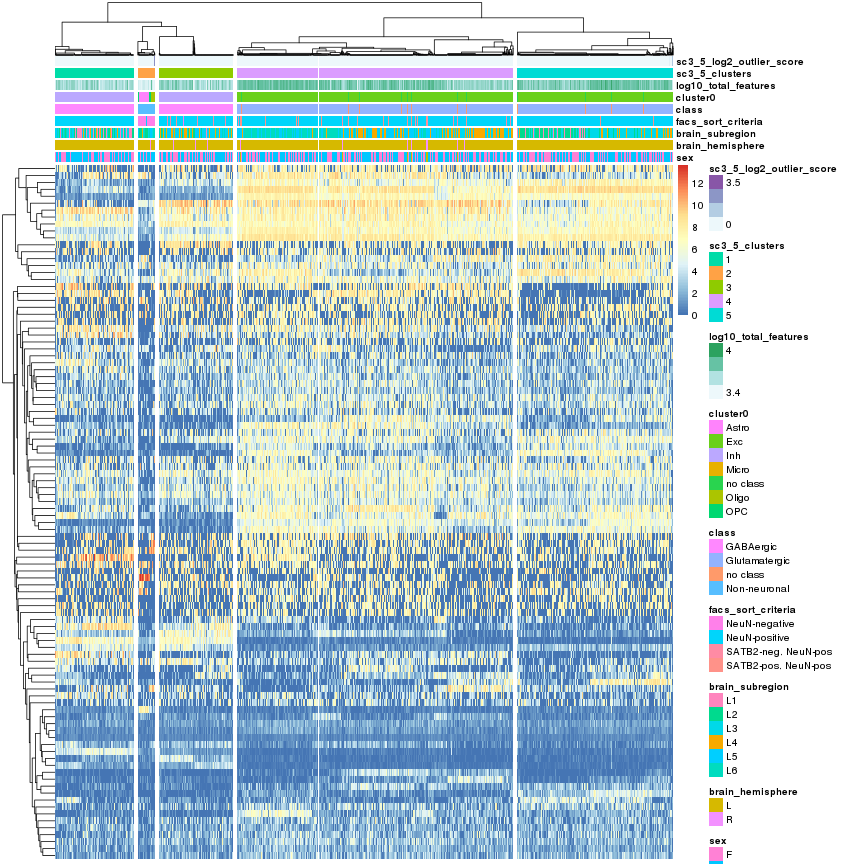 sc3_5_log2_outlier_score
sc3_5_clusters
log10_total_features
cluster0
class
facs_sort_criteria
brain_subregion
brain_hemisphere
sex
12
10
8
6
4
2
0
sc3_5_log2_outlier_score
3.5
0
sc3_5_clusters
1
2
3
4
5
log10_total_features
4
3.4
cluster0
Astro
Exc
Inh
Micro
no class
Oligo
OPC
class
GABAergic
Glutamatergic
no class
Non-neuronal
facs_sort_criteria
NeuN-negative
NeuN-positive
SATB2-neg. NeuN-pos
SATB2-pos. NeuN-pos
brain_subregion
L1
L2
L3
L4
L5
L6
brain_hemisphere
L
R
sex
F